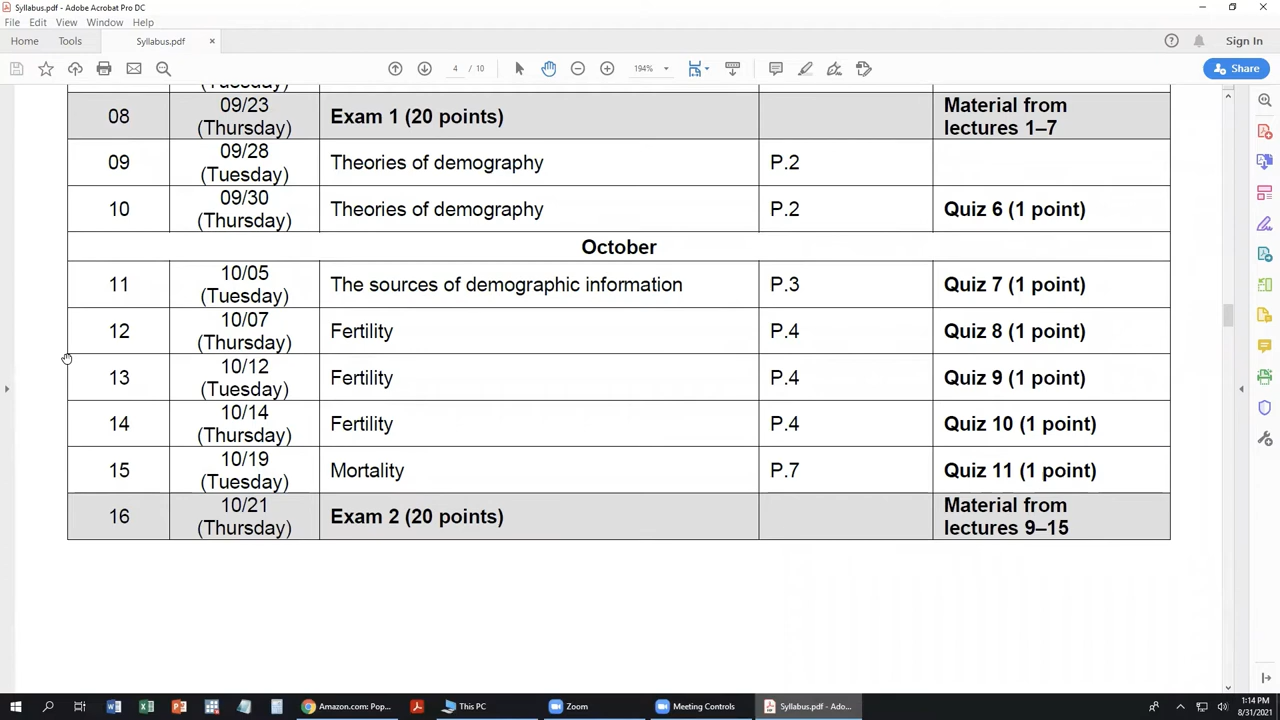 Syllabus.pdf - Adobe Acrobat Pro DC
File Edit View Window Help
Home Tools Syllabus.pdf × Sign In
4 / 10 194% Share
08 09/23 (Thursday) Exam 1 (20 points) Material from lectures 1–7
09 09/28 (Tuesday) Theories of demography P.2
10 09/30 (Thursday) Theories of demography P.2 Quiz 6 (1 point)
October
11 10/05 (Tuesday) The sources of demographic information P.3 Quiz 7 (1 point)
12 10/07 (Thursday) Fertility P.4 Quiz 8 (1 point)
13 10/12 (Tuesday) Fertility P.4 Quiz 9 (1 point)
14 10/14 (Thursday) Fertility P.4 Quiz 10 (1 point)
15 10/19 (Tuesday) Mortality P.7 Quiz 11 (1 point)
16 10/21 (Thursday) Exam 2 (20 points) Material from lectures 9–15
Amazon.com: Pop... This PC Zoom Meeting Controls Syllabus.pdf - Ado... 1:14 PM
8/31/2021